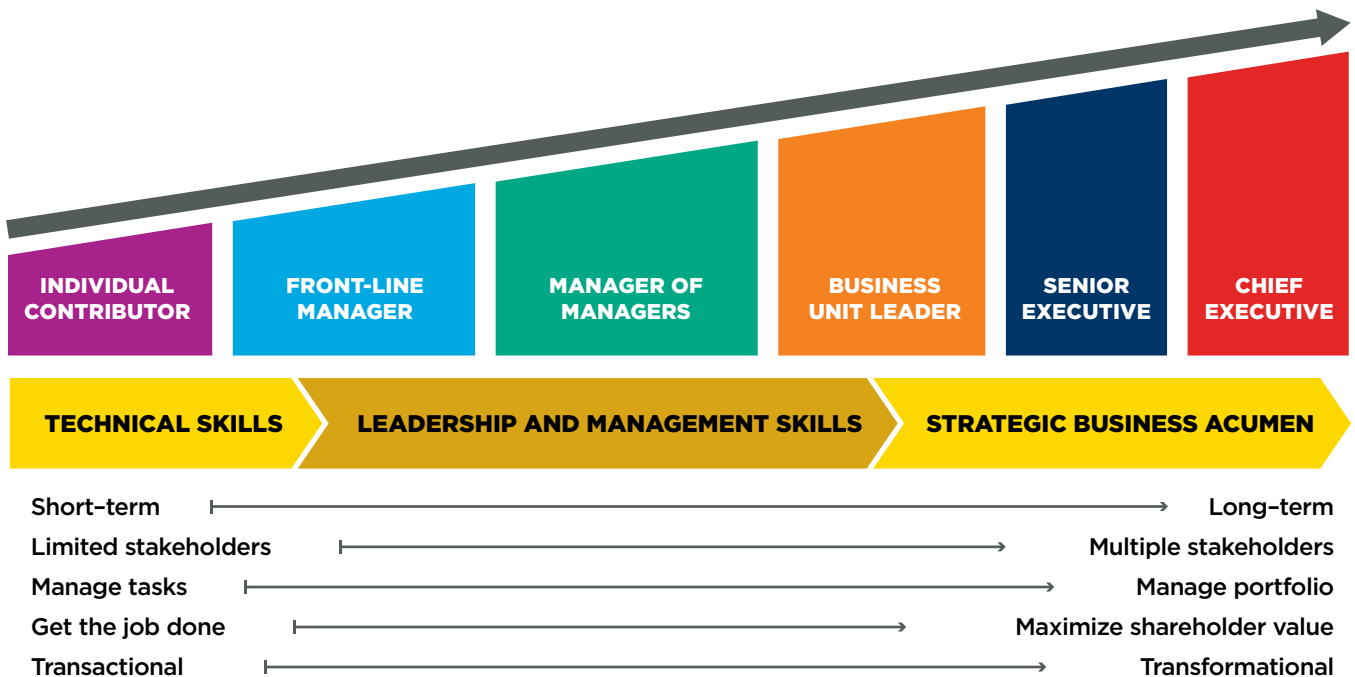 INDIVIDUAL
CONTRIBUTOR
FRONT-LINE
MANAGER
MANAGER OF
MANAGERS
BUSINESS
UNIT LEADER
SENIOR
EXECUTIVE
CHIEF
EXECUTIVE
TECHNICAL SKILLS
LEADERSHIP AND MANAGEMENT SKILLS
STRATEGIC BUSINESS ACUMEN
Short–term Long–term
Limited stakeholders Multiple stakeholders
Manage tasks Manage portfolio
Get the job done Maximize shareholder value
Transactional Transformational